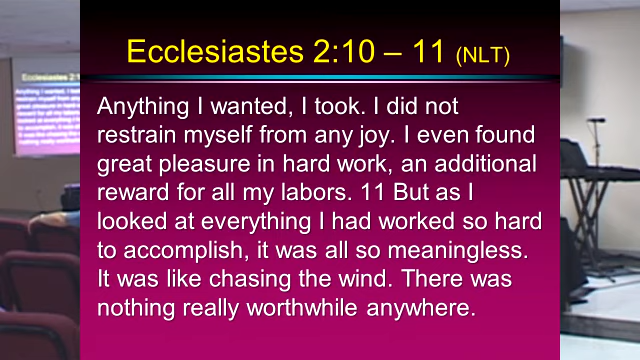 Ecclesiastes 2:10 – 11 (NLT)
Anything I wanted, I took. I did not
restrain myself from any joy. I even found
great pleasure in hard work, an additional
reward for all my labors. 11 But as I
looked at everything I had worked so hard
to accomplish, it was all so meaningless.
It was like chasing the wind. There was
nothing really worthwhile anywhere.